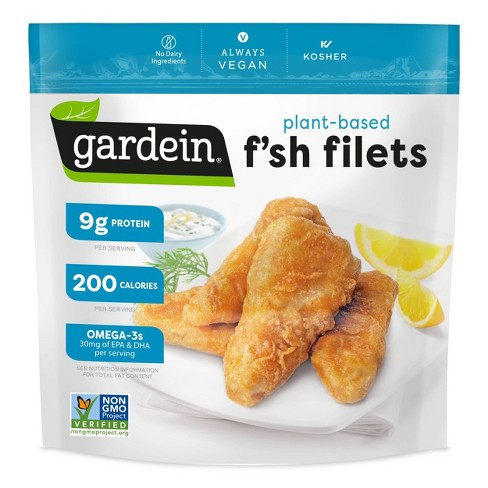 No Dairy
Ingredients
V
ALWAYS
VEGAN
KOSHER
gardein®
plant-based
f'sh filets
9g PROTEIN
PER SERVING
200 CALORIES
PER SERVING
OMEGA-3s
30mg of EPA & DHA
per serving
SEE NUTRITION INFORMATION
FOR TOTAL FAT CONTENT
NON
GMO
Project
VERIFIED
nongmoproject.org